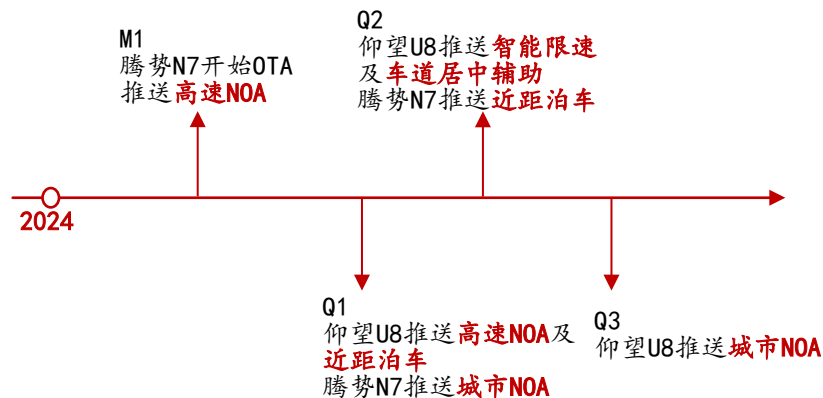 M1
腾势N7开始OTA
推送高速NOA
Q2
仰望U8推送智能限速
及车道居中辅助
腾势N7推送近距泊车
2024
Q1
仰望U8推送高速NOA及
近距泊车
腾势N7推送城市NOA
Q3
仰望U8推送城市NOA